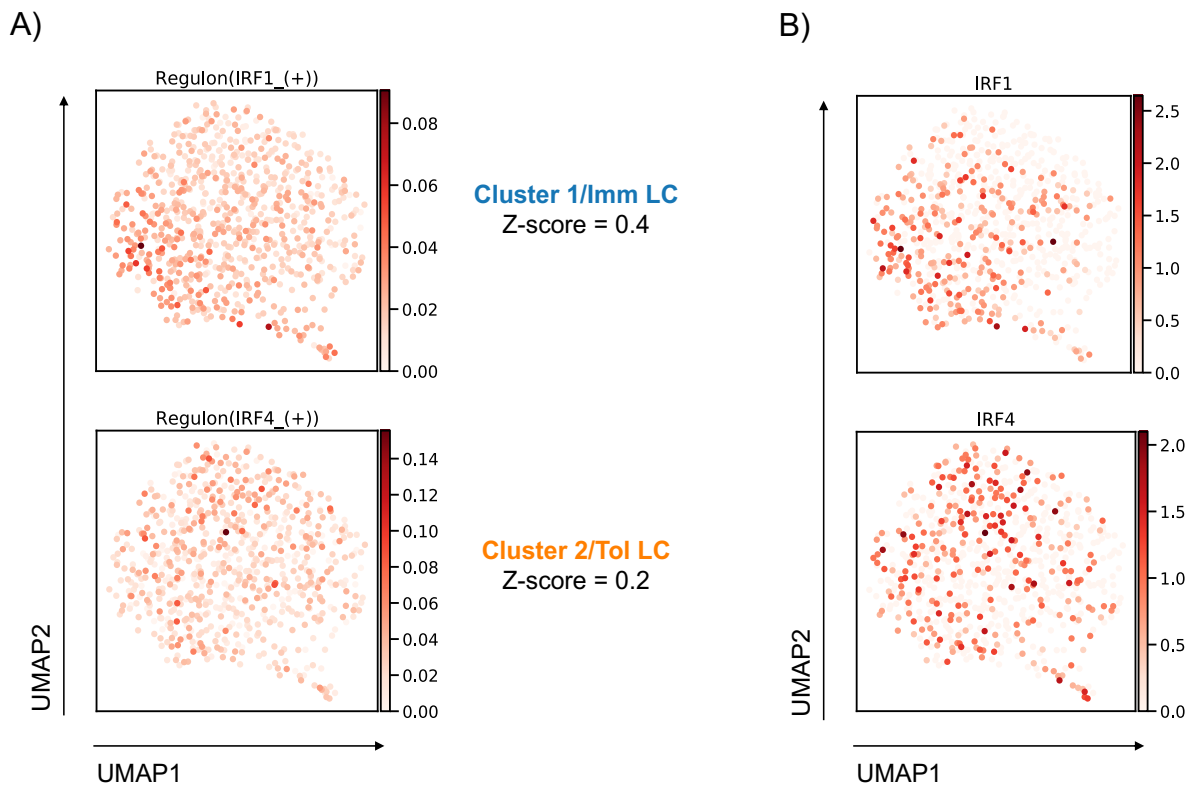 A)
B)
Regulon(IRF1_(+))
0.08
0.06
0.04
0.02
0.00
Cluster 1/Imm LC
Z-score = 0.4
IRF1
2.5
2.0
1.5
1.0
0.5
0.0
Regulon(IRF4_(+))
0.14
0.12
0.10
0.08
0.06
0.04
0.02
0.00
Cluster 2/Tol LC
Z-score = 0.2
IRF4
2.0
1.5
1.0
0.5
0.0
UMAP2
UMAP1
UMAP2
UMAP1